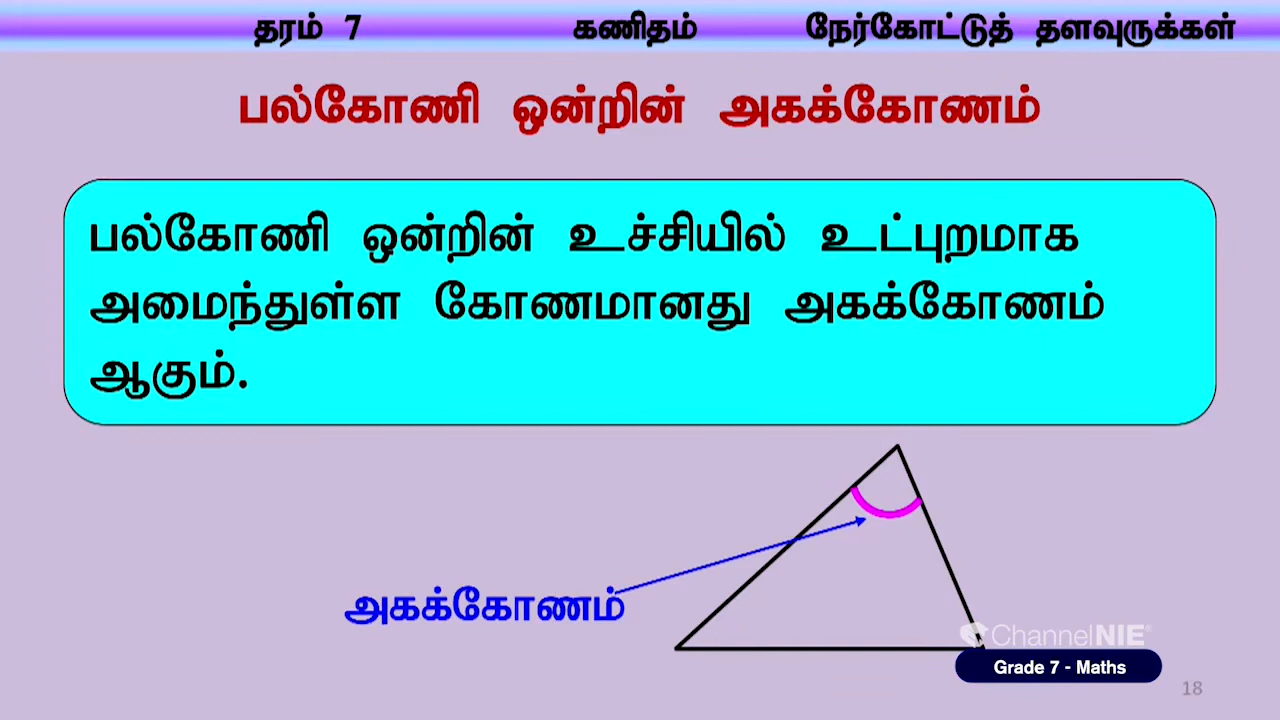 தரம் 7 கணிதம் நேர்கோட்டுத் தளவுருக்கள்
பல்கோணி ஒன்றின் அகக்கோணம்
பல்கோணி ஒன்றின் உச்சியில் உட்புறமாக
அமைந்துள்ள கோணமானது அகக்கோணம்
ஆகும்.
அகக்கோணம்
ChannelNIE
Grade 7 - Maths
18